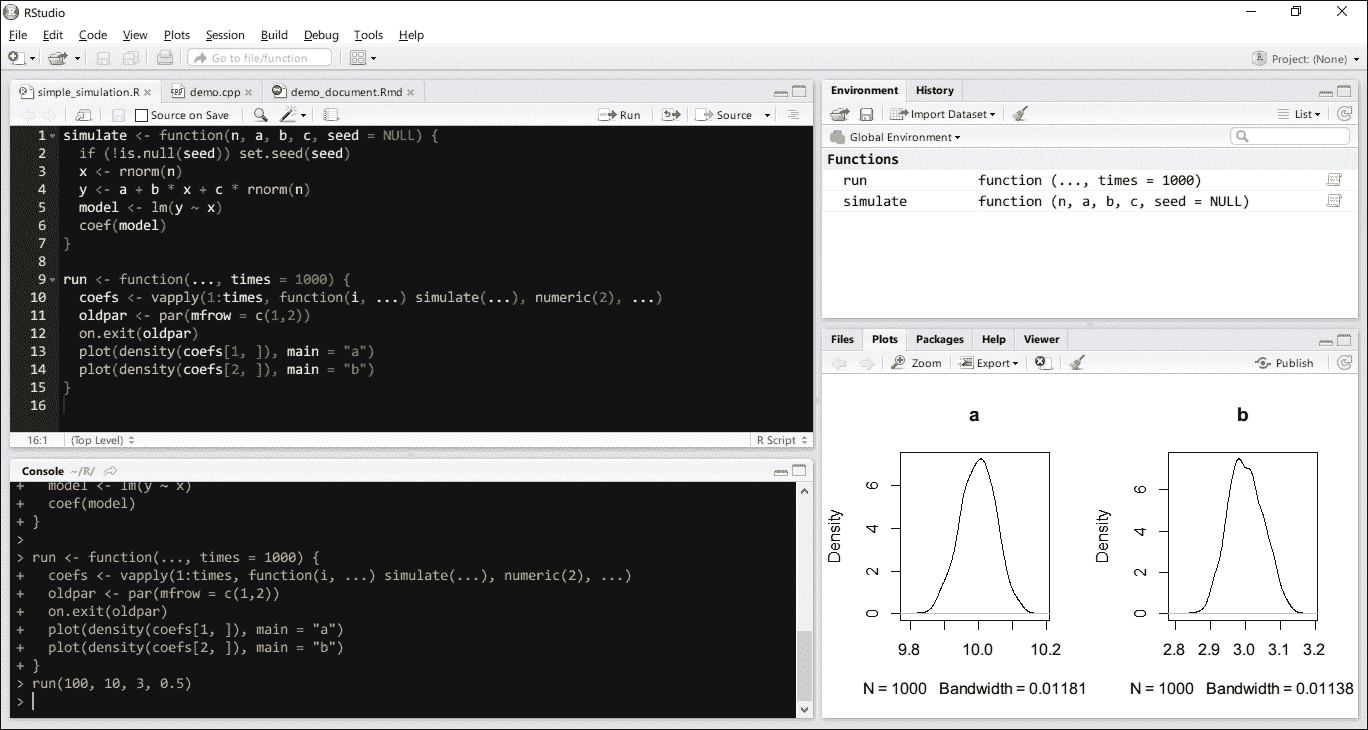 RStudio
File Edit Code View Plots Session Build Debug Tools Help
Go to file/function
Project: (None)
simple_simulation.R demo.cpp demo_document.Rmd
Source on Save Run Source
1 simulate <- function(n, a, b, c, seed = NULL) {
2 if (!is.null(seed)) set.seed(seed)
3 x <- rnorm(n)
4 y <- a + b * x + c * rnorm(n)
5 model <- lm(y ~ x)
6 coef(model)
7 }
8
9 run <- function(..., times = 1000) {
10 coefs <- vapply(1:times, function(i, ...) simulate(...), numeric(2), ...)
11 oldpar <- par(mfrow = c(1,2))
12 on.exit(oldpar)
13 plot(density(coefs[1, ]), main = "a")
14 plot(density(coefs[2, ]), main = "b")
15 }
16
16:1 (Top Level) R Script
Console ~/R/
+ model <- lm(y ~ x)
+ coef(model)
+ }
>
> run <- function(..., times = 1000) {
+ coefs <- vapply(1:times, function(i, ...) simulate(...), numeric(2), ...)
+ oldpar <- par(mfrow = c(1,2))
+ on.exit(oldpar)
+ plot(density(coefs[1, ]), main = "a")
+ plot(density(coefs[2, ]), main = "b")
+ }
> run(100, 10, 3, 0.5)
>
Environment History
Import Dataset List
Global Environment
Functions
run function (..., times = 1000)
simulate function (n, a, b, c, seed = NULL)
Files Plots Packages Help Viewer
Zoom Export Publish
a
Density
6
4
2
0
9.8 10.0 10.2
N = 1000 Bandwidth = 0.01181
b
Density
6
4
2
0
2.8 2.9 3.0 3.1 3.2
N = 1000 Bandwidth = 0.01138